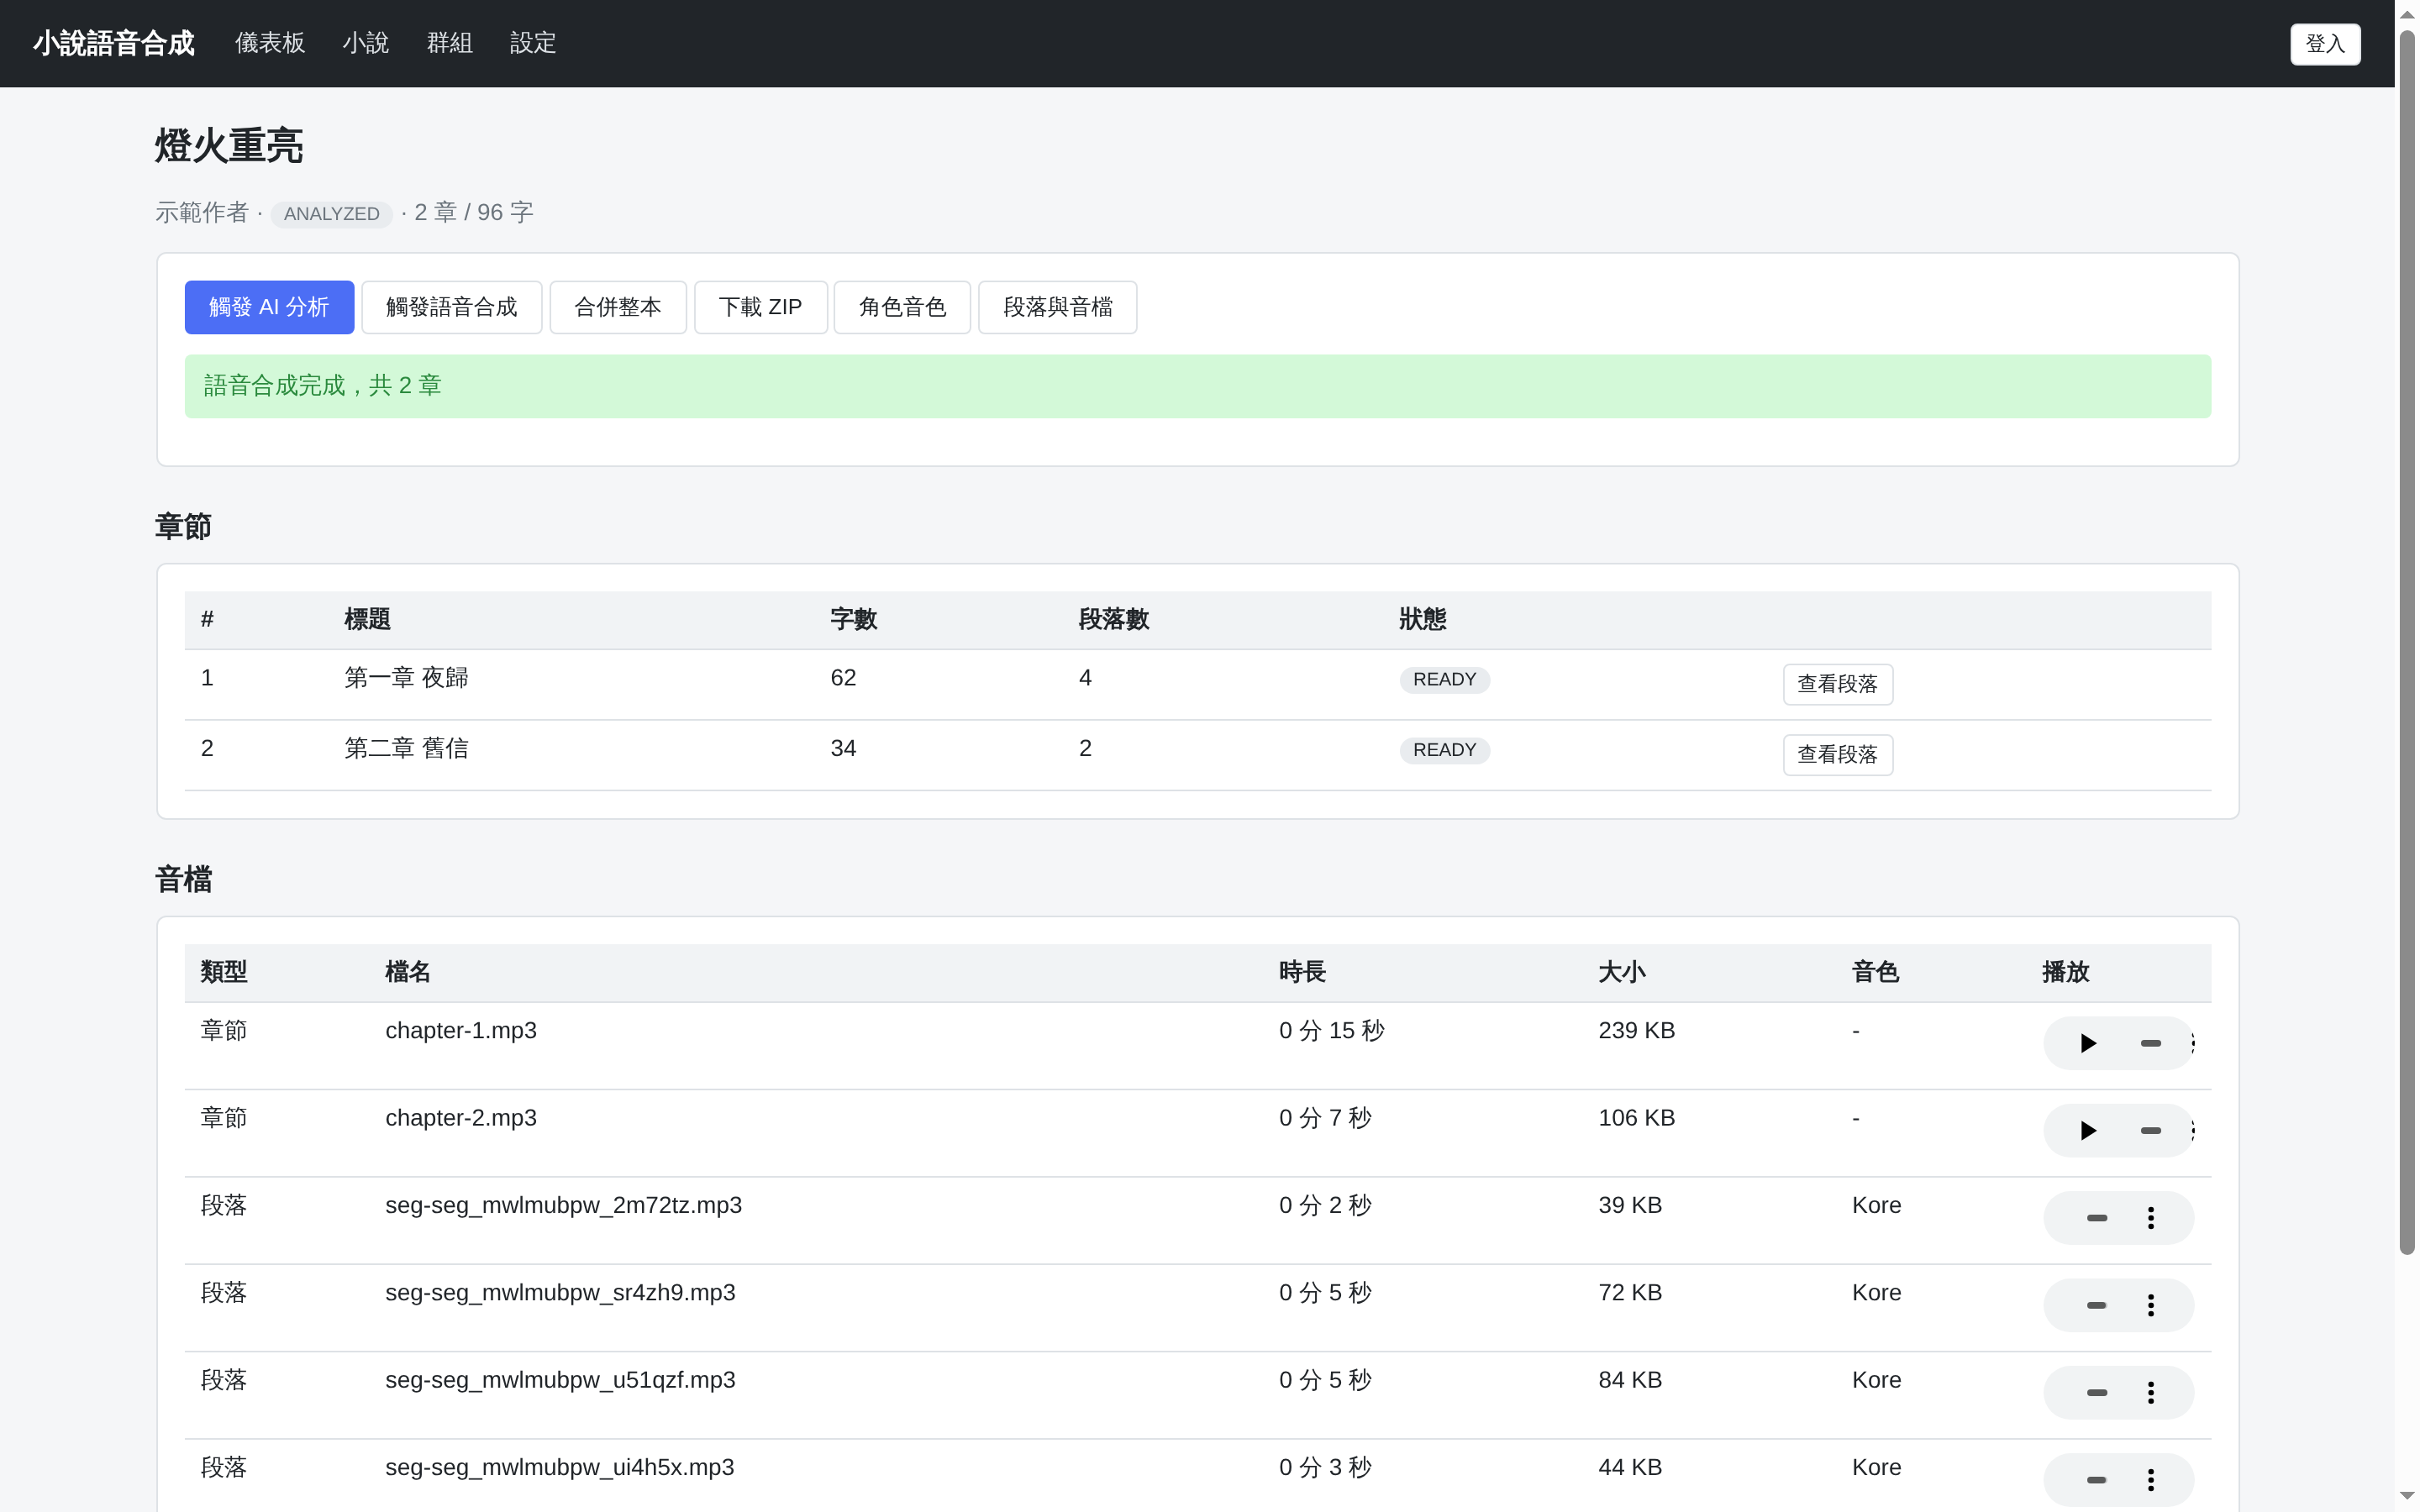 小說語音合成 儀表板 小說 群組 設定 登入
燈火重亮
示範作者 · ANALYZED · 2 章 / 96 字
觸發 AI 分析 觸發語音合成 合併整本 下載 ZIP 角色音色 段落與音檔
語音合成完成，共 2 章
章節
# 標題 字數 段落數 狀態
1 第一章 夜歸 62 4 READY 查看段落
2 第二章 舊信 34 2 READY 查看段落
音檔
類型 檔名 時長 大小 音色 播放
章節 chapter-1.mp3 0 分 15 秒 239 KB -
章節 chapter-2.mp3 0 分 7 秒 106 KB -
段落 seg-seg_mwlmubpw_2m72tz.mp3 0 分 2 秒 39 KB Kore
段落 seg-seg_mwlmubpw_sr4zh9.mp3 0 分 5 秒 72 KB Kore
段落 seg-seg_mwlmubpw_u51qzf.mp3 0 分 5 秒 84 KB Kore
段落 seg-seg_mwlmubpw_ui4h5x.mp3 0 分 3 秒 44 KB Kore